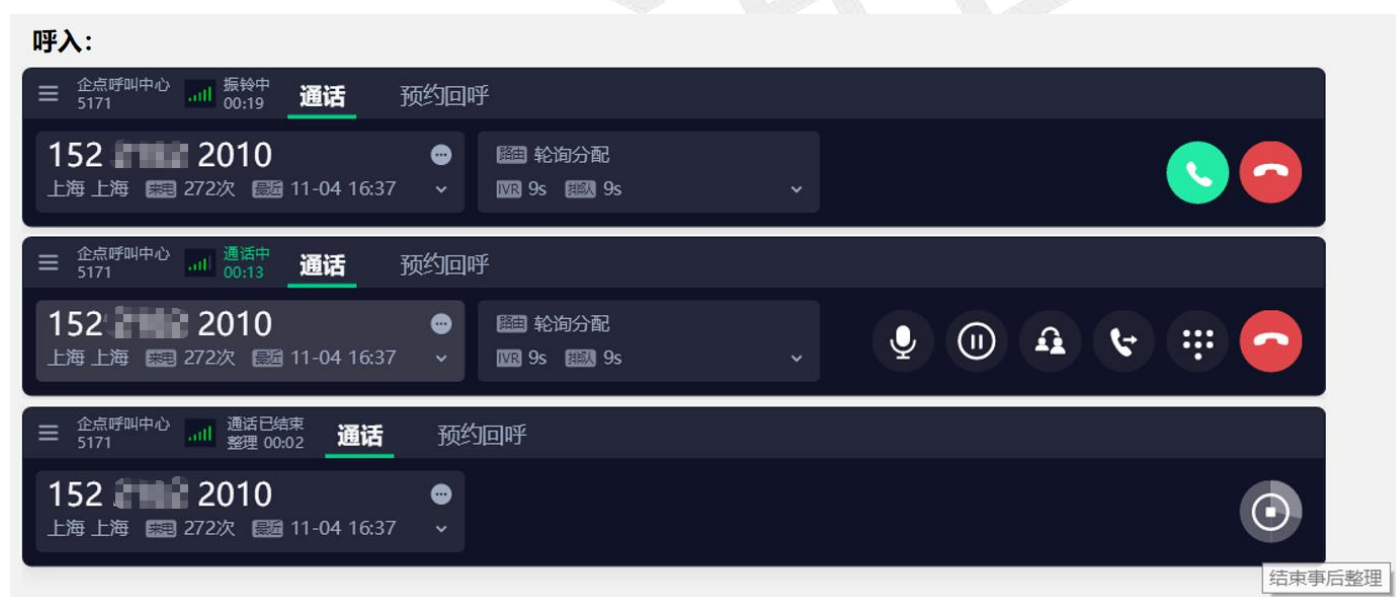 呼入：
企点呼叫中心 振铃中 通话 预约回呼
5171 00:19
152 2010 路由 轮询分配
上海 上海 来电 272次 最近 11-04 16:37 IVR 9s 排队 9s
企点呼叫中心 通话中 通话 预约回呼
5171 00:13
152 2010 路由 轮询分配
上海 上海 来电 272次 最近 11-04 16:37 IVR 9s 排队 9s
企点呼叫中心 通话已结束 通话 预约回呼
5171 整理 00:02
152 2010
上海 上海 来电 272次 最近 11-04 16:37
结束事后整理